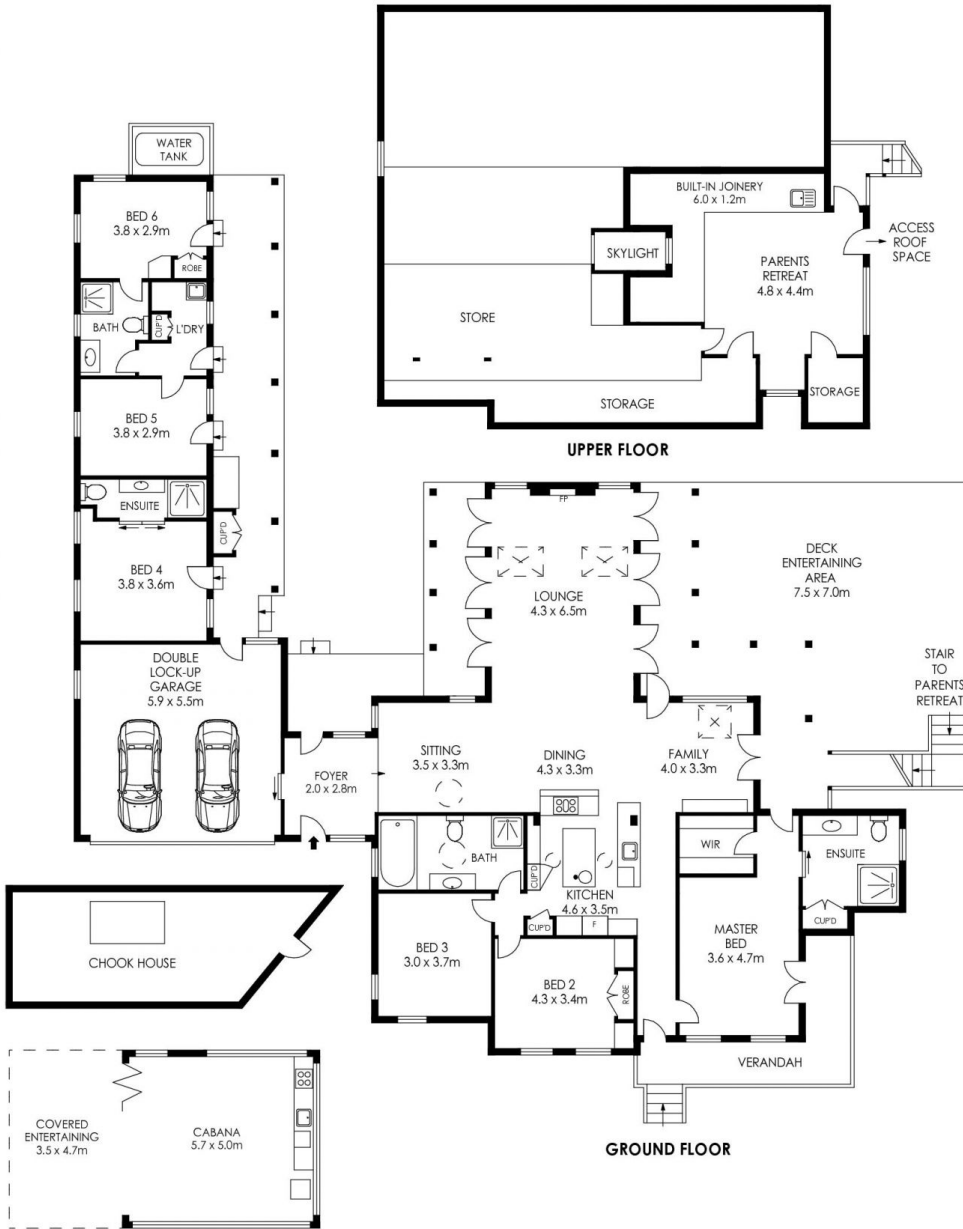 WATER
TANK
BED 6
3.8 x 2.9m
ROBE
BATH
CUP'D
L'DRY
BED 5
3.8 x 2.9m
ENSUITE
CUP'D
BED 4
3.8 x 3.6m
DOUBLE
LOCK-UP
GARAGE
5.9 x 5.5m
BUILT-IN JOINERY
6.0 x 1.2m
SKYLIGHT
ACCESS
ROOF
SPACE
PARENTS
RETREAT
4.8 x 4.4m
STORE
STORAGE
STORAGE
UPPER FLOOR
FP
LOUNGE
4.3 x 6.5m
DECK
ENTERTAINING
AREA
7.5 x 7.0m
STAIR
TO
PARENTS
RETREAT
SITTING
3.5 x 3.3m
DINING
4.3 x 3.3m
FAMILY
4.0 x 3.3m
FOYER
2.0 x 2.8m
BATH
CUP'D
KITCHEN
4.6 x 3.5m
CUP'D
F
WIR
ENSUITE
CUP'D
MASTER
BED
3.6 x 4.7m
BED 3
3.0 x 3.7m
BED 2
4.3 x 3.4m
ROBE
VERANDAH
GROUND FLOOR
CHOOK HOUSE
COVERED
ENTERTAINING
3.5 x 4.7m
CABANA
5.7 x 5.0m